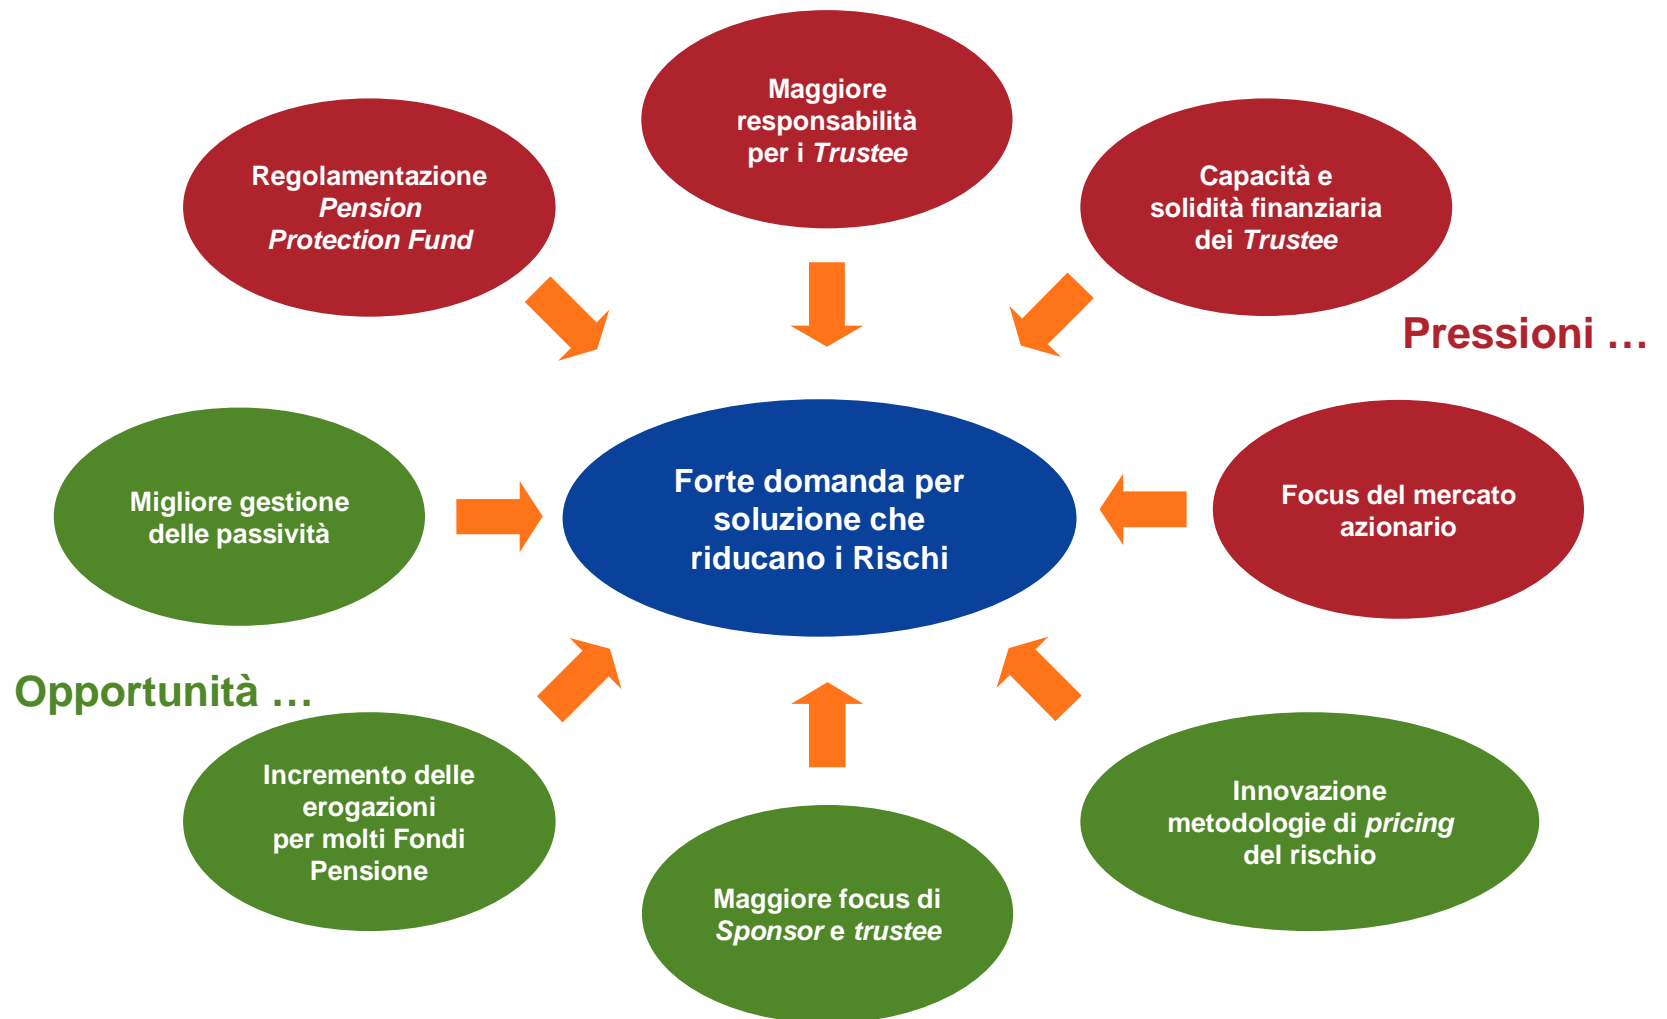 Maggiore
responsabilità
per i Trustee
Regolamentazione
Pension
Protection Fund
Capacità e
solidità finanziaria
dei Trustee
Pressioni …
Migliore gestione
delle passività
Forte domanda per
soluzione che
riducano i Rischi
Focus del mercato
azionario
Opportunità …
Incremento delle
erogazioni
per molti Fondi
Pensione
Maggiore focus di
Sponsor e trustee
Innovazione
metodologie di pricing
del rischio